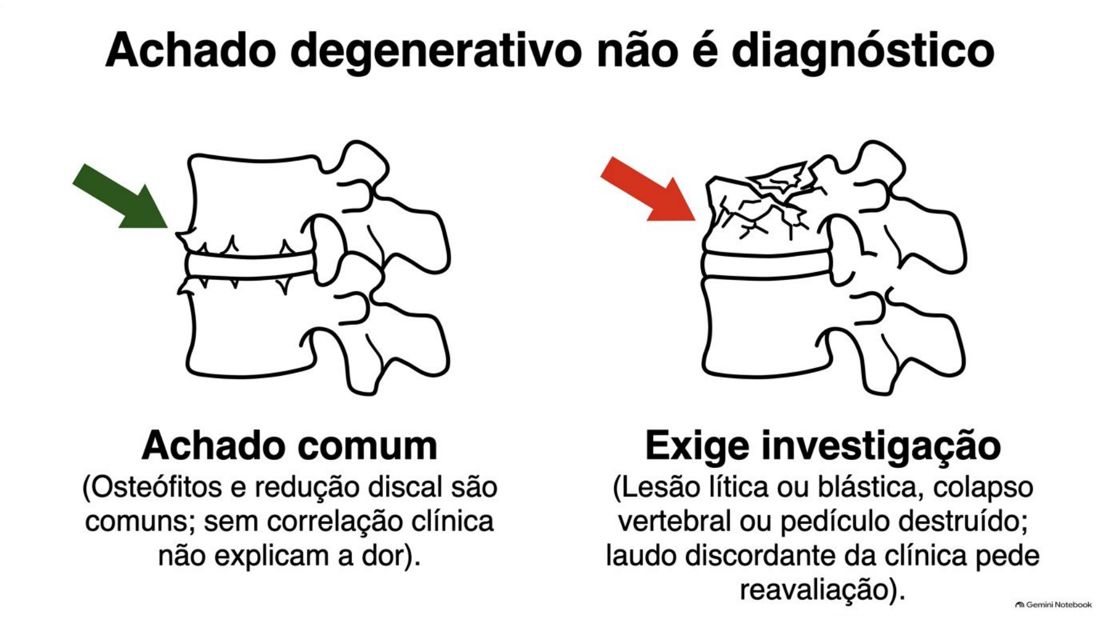 Achado degenerativo não é diagnóstico
Achado comum
(Osteófitos e redução discal são
comuns; sem correlação clínica
não explicam a dor).
Exige investigação
(Lesão lítica ou blástica, colapso
vertebral ou pedículo destruído;
laudo discordante da clínica pede
reavaliação).
Gemini Notebook